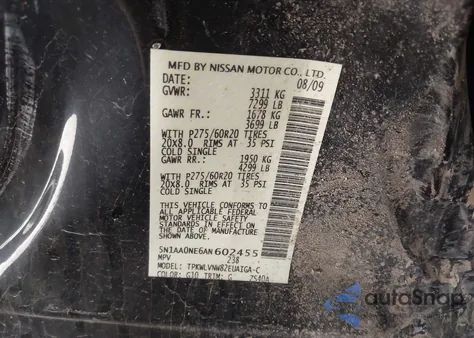 MFD BY NISSAN MOTOR CO., LTD.
DATE: 08/09
GVWR: 3311 KG
7299 LB
GAWR FR.: 1678 KG
3699 LB
WITH P275/60R20 TIRES
20x8.0 RIMS AT 35 PSI
COLD SINGLE
GAWR RR.: 1950 KG
4299 LB
WITH P275/60R20 TIRES
20x8.0 RIMS AT 35 PSI
COLD SINGLE
THIS VEHICLE CONFORMS TO
ALL APPLICABLE FEDERAL
MOTOR VEHICLE SAFETY
STANDARDS IN EFFECT ON
THE DATE OF MANUFACTURE
SHOWN ABOVE.
5N1AA0NE6AN602455
MPV 238
MODEL: TPKWLVNW82EUAIGA-C
COLOR: G10 TRIM: G 7S40A
autoSnap